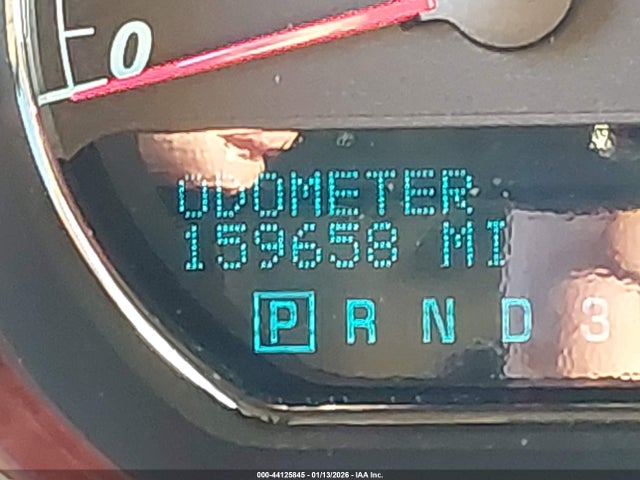 0
ODOMETER
159658 MI
P R N D 3
000-44125845 - 01/13/2026 - IAA Inc.